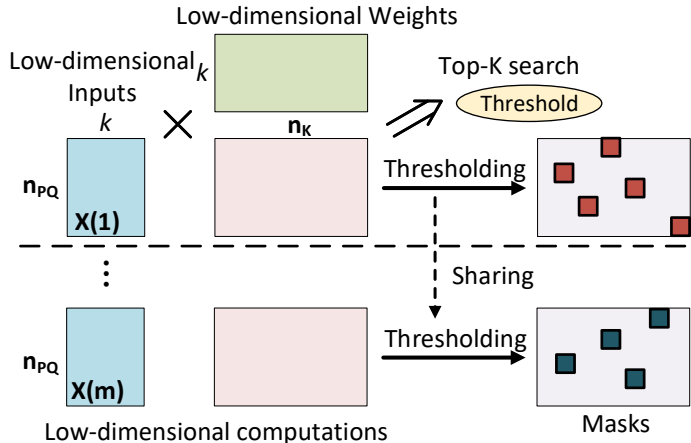 Low-dimensional Weights
Low-dimensional
Inputs
k
k
Top-K search
Threshold
n_K
n_PQ
X(1)
Thresholding
Sharing
⋮
n_PQ
X(m)
Thresholding
Low-dimensional computations
Masks